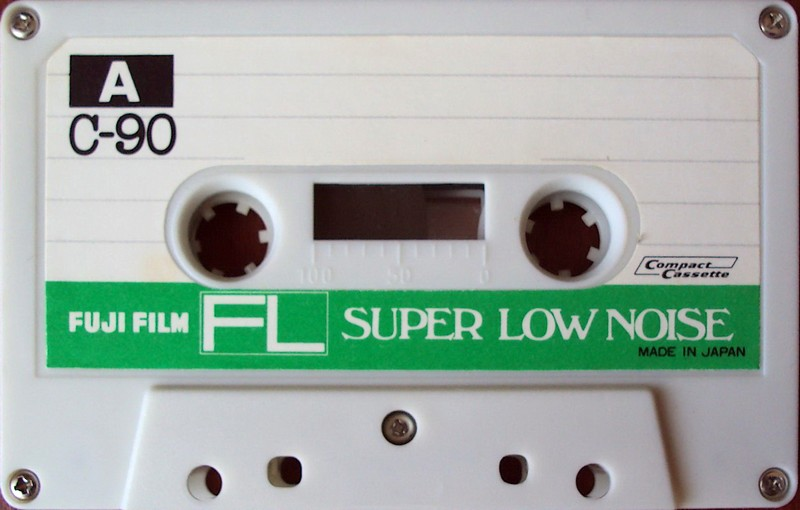 A
C-90
100 50 0
Compact
Cassette
FUJI FILM FL SUPER LOW NOISE
MADE IN JAPAN